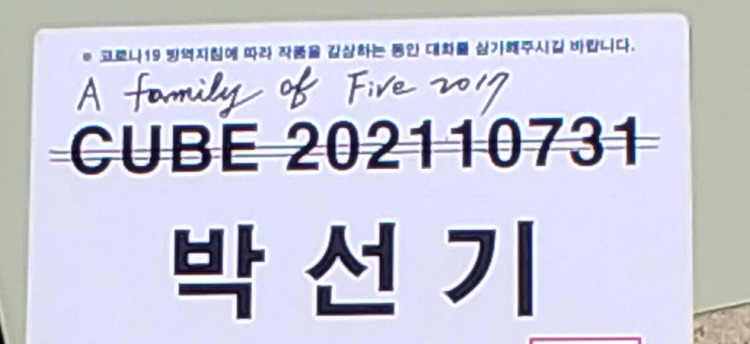 ※ 코로나19 방역지침에 따라 작품을 감상하는 동안 대화를 삼가해주시길 바랍니다.
A family of Five 2017
CUBE 202110731
박선기